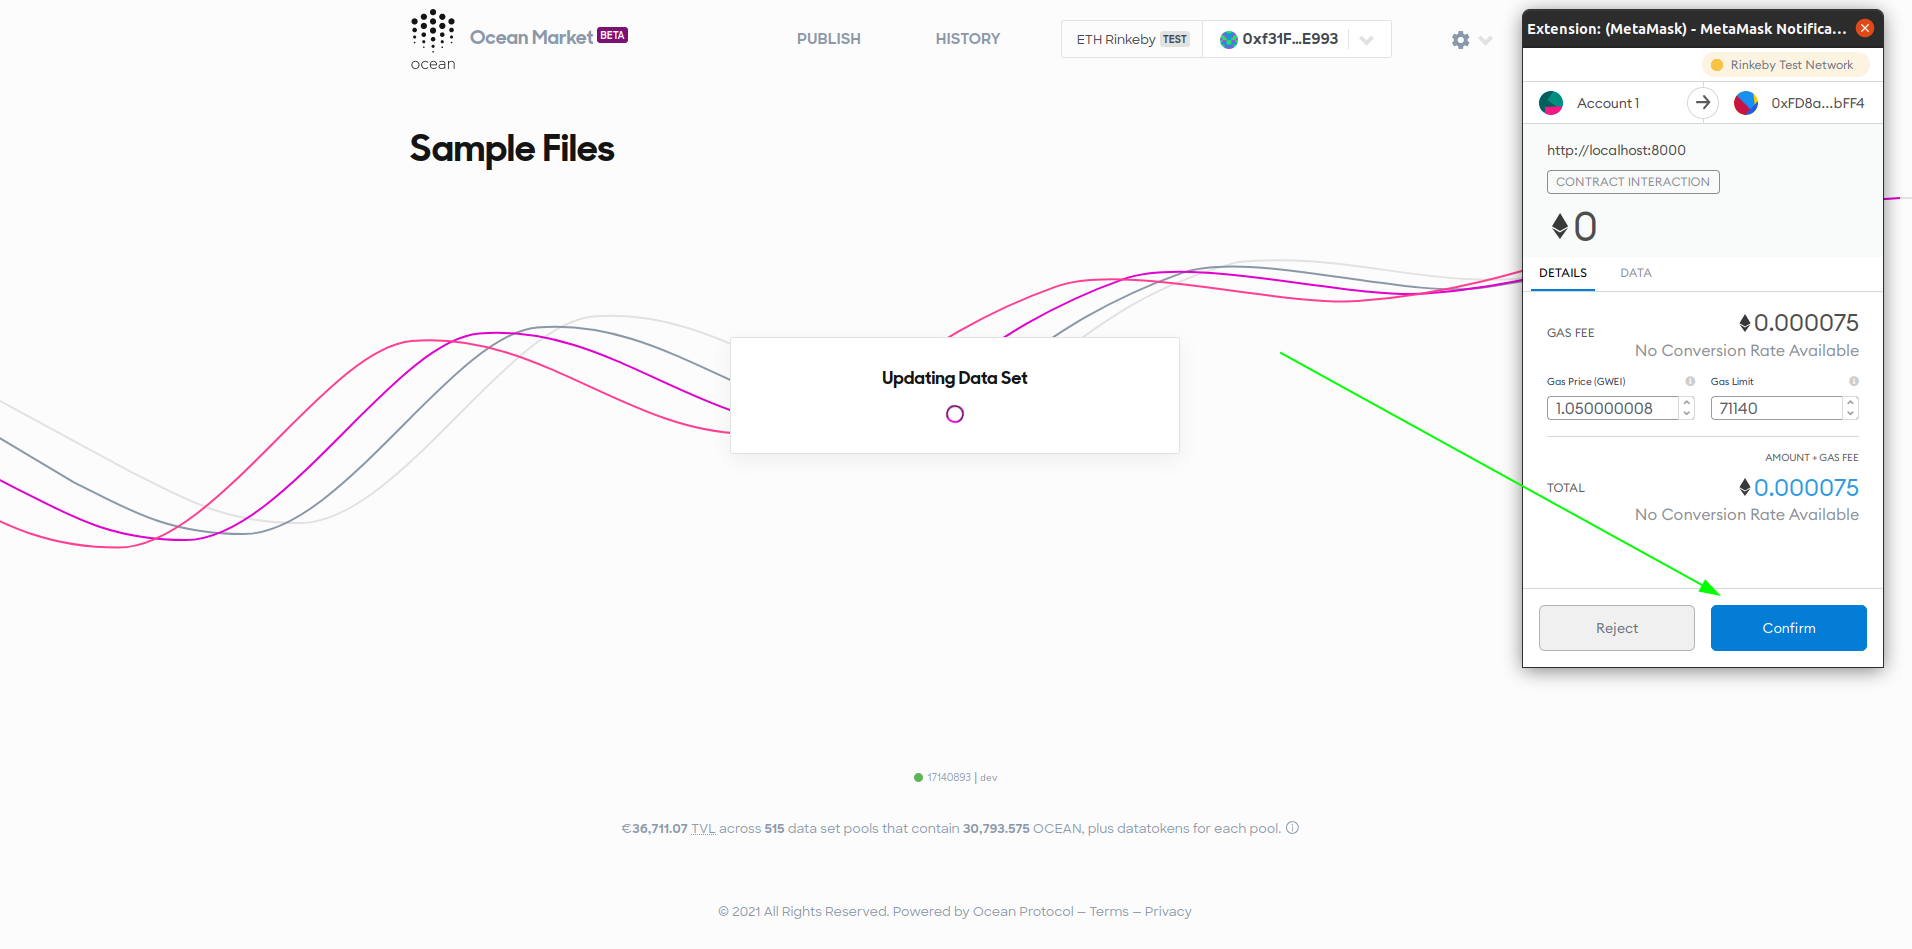 ocean
Ocean Market BETA
PUBLISH
HISTORY
ETH Rinkeby TEST
0xf31F...E993
Sample Files
Updating Data Set
17140893 | dev
€36,711.07 TVL across 515 data set pools that contain 30,793.575 OCEAN, plus datatokens for each pool.
© 2021 All Rights Reserved. Powered by Ocean Protocol — Terms — Privacy
Extension: (MetaMask) - MetaMask Notifica...
Rinkeby Test Network
Account 1
0xFD8a...bFF4
http://localhost:8000
CONTRACT INTERACTION
0
DETAILS
DATA
GAS FEE
0.000075
No Conversion Rate Available
Gas Price (GWEI)
Gas Limit
1.050000008
71140
AMOUNT + GAS FEE
TOTAL
0.000075
No Conversion Rate Available
Reject
Confirm